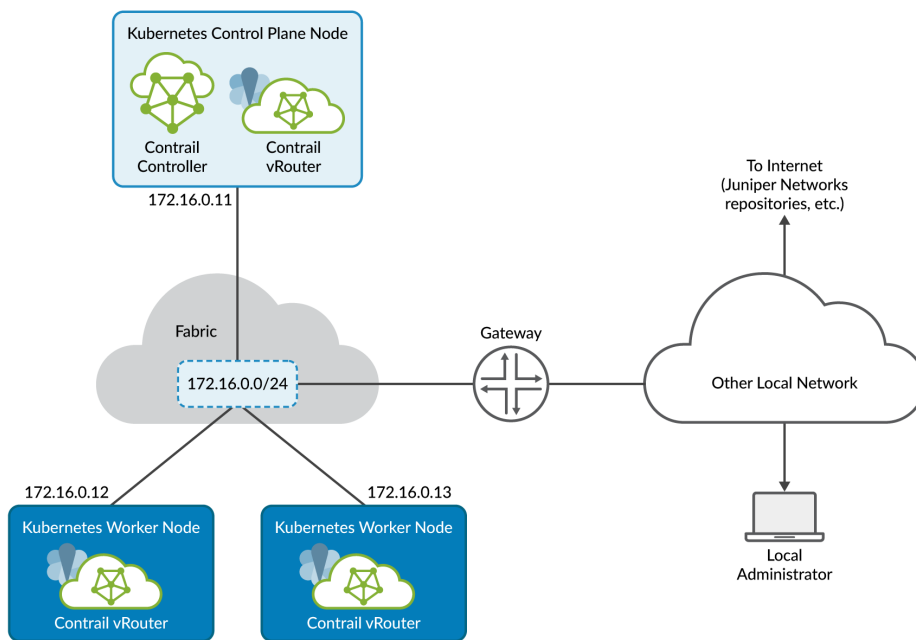 Kubernetes Control Plane Node
Contrail
Controller
Contrail
vRouter
172.16.0.11
To Internet
(Juniper Networks
repositories, etc.)
Fabric
Gateway
172.16.0.0/24
Other Local Network
172.16.0.12
172.16.0.13
Kubernetes Worker Node
Kubernetes Worker Node
Contrail vRouter
Contrail vRouter
Local
Administrator